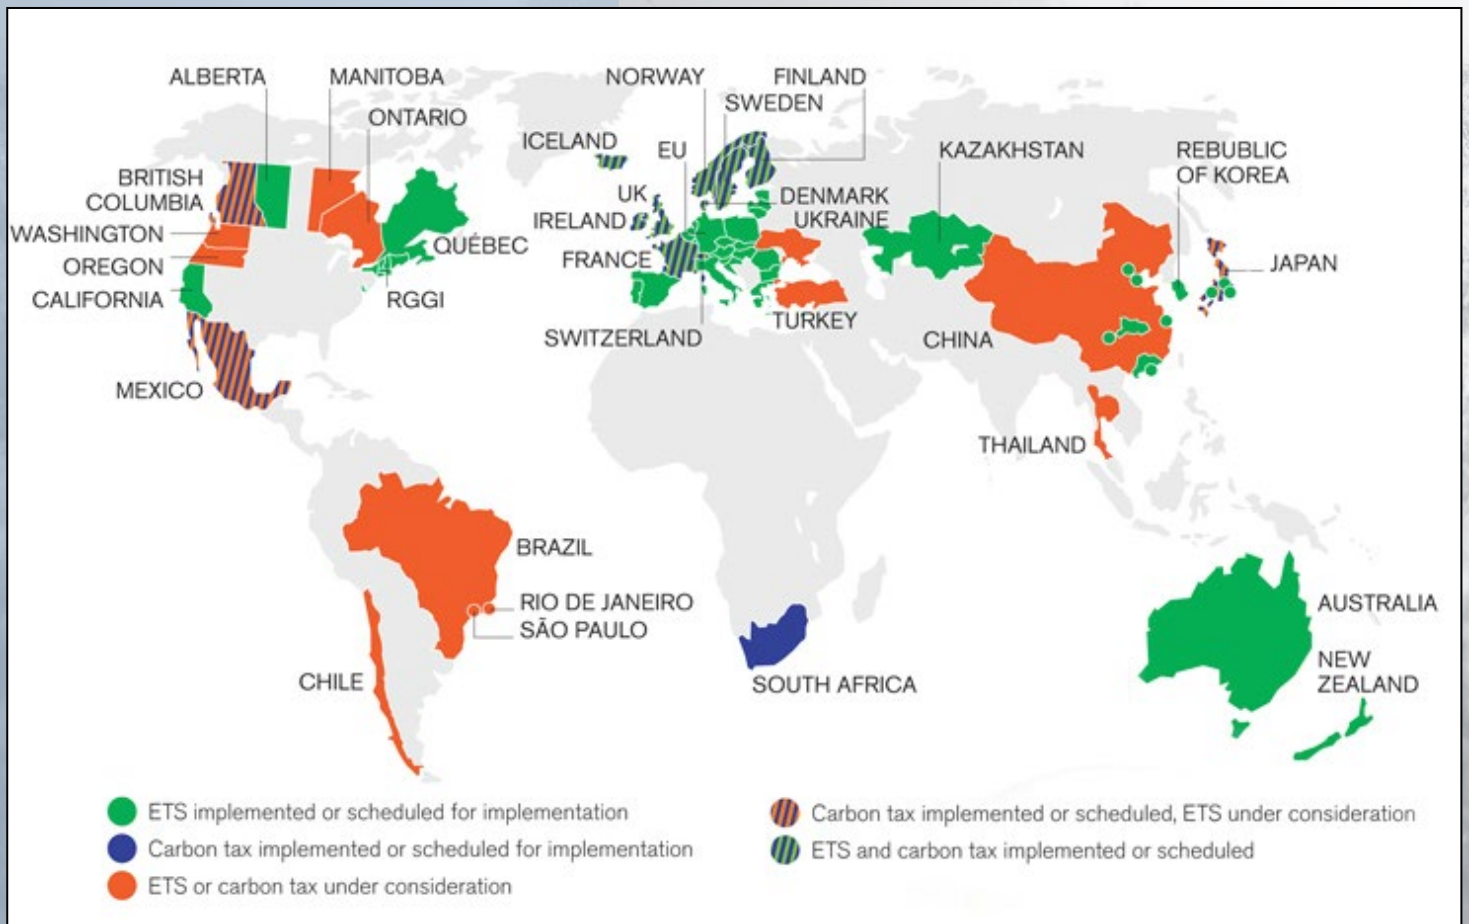 ALBERTA
MANITOBA
ONTARIO
NORWAY
FINLAND
SWEDEN
ICELAND
EU
KAZAKHSTAN
REBUBLIC
OF KOREA
BRITISH
COLUMBIA
UK
DENMARK
UKRAINE
IRELAND
WASHINGTON
QUÉBEC
OREGON
FRANCE
JAPAN
CALIFORNIA
RGGI
TURKEY
SWITZERLAND
CHINA
MEXICO
THAILAND
BRAZIL
RIO DE JANEIRO
SÃO PAULO
AUSTRALIA
CHILE
SOUTH AFRICA
NEW
ZEALAND
ETS implemented or scheduled for implementation
Carbon tax implemented or scheduled for implementation
ETS or carbon tax under consideration
Carbon tax implemented or scheduled, ETS under consideration
ETS and carbon tax implemented or scheduled